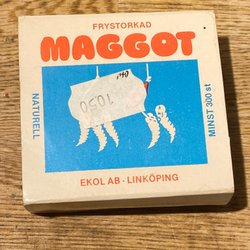 FRYSTORKAD
MAGGOT
NATURELL
MINST 300 st
1050
EKOL AB · LINKÖPING